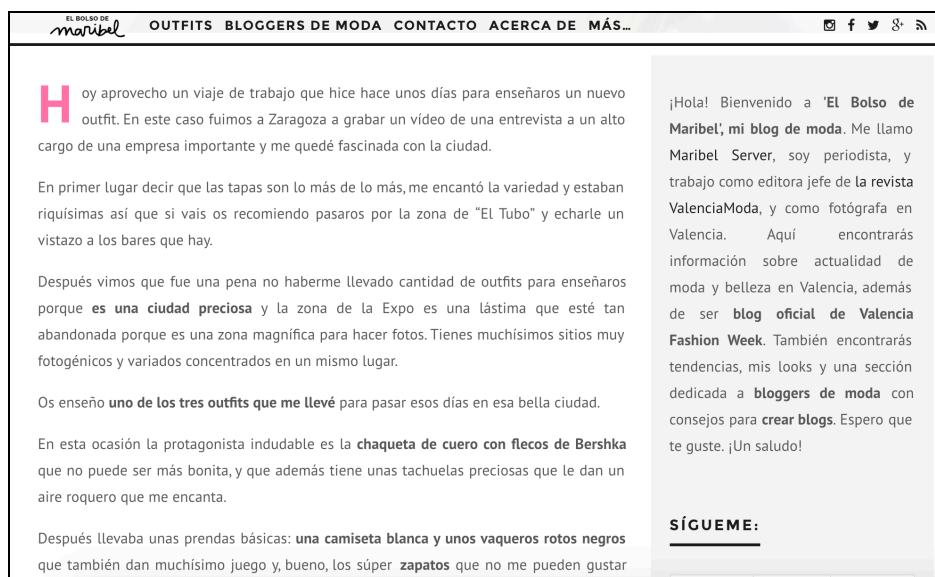 EL BOLSO DE
maribel
OUTFITS BLOGGERS DE MODA CONTACTO ACERCA DE MÁS...
Hoy aprovecho un viaje de trabajo que hice hace unos días para enseñaros un nuevo
outfit. En este caso fuimos a Zaragoza a grabar un vídeo de una entrevista a un alto
cargo de una empresa importante y me quedé fascinada con la ciudad.
En primer lugar decir que las tapas son lo más de lo más, me encantó la variedad y estaban
riquísimas así que si vais os recomiendo pasaros por la zona de “El Tubo” y echarle un
vistazo a los bares que hay.
Después vimos que fue una pena no haberme llevado cantidad de outfits para enseñaros
porque es una ciudad preciosa y la zona de la Expo es una lástima que esté tan
abandonada porque es una zona magnífica para hacer fotos. Tienes muchísimos sitios muy
fotogénicos y variados concentrados en un mismo lugar.
Os enseño uno de los tres outfits que me llevé para pasar esos días en esa bella ciudad.
En esta ocasión la protagonista indudable es la chaqueta de cuero con flecos de Bershka
que no puede ser más bonita, y que además tiene unas tachuelas preciosas que le dan un
aire roquero que me encanta.
Después llevaba unas prendas básicas: una camiseta blanca y unos vaqueros rotos negros
que también dan muchísimo juego y, bueno, los súper zapatos que no me pueden gustar
¡Hola! Bienvenido a 'El Bolso de
Maribel', mi blog de moda. Me llamo
Maribel Server, soy periodista, y
trabajo como editora jefe de la revista
ValenciaModa, y como fotógrafa en
Valencia. Aquí encontrarás
información sobre actualidad de
moda y belleza en Valencia, además
de ser blog oficial de Valencia
Fashion Week. También encontrarás
tendencias, mis looks y una sección
dedicada a bloggers de moda con
consejos para crear blogs. Espero que
te guste. ¡Un saludo!
SÍGUEME: